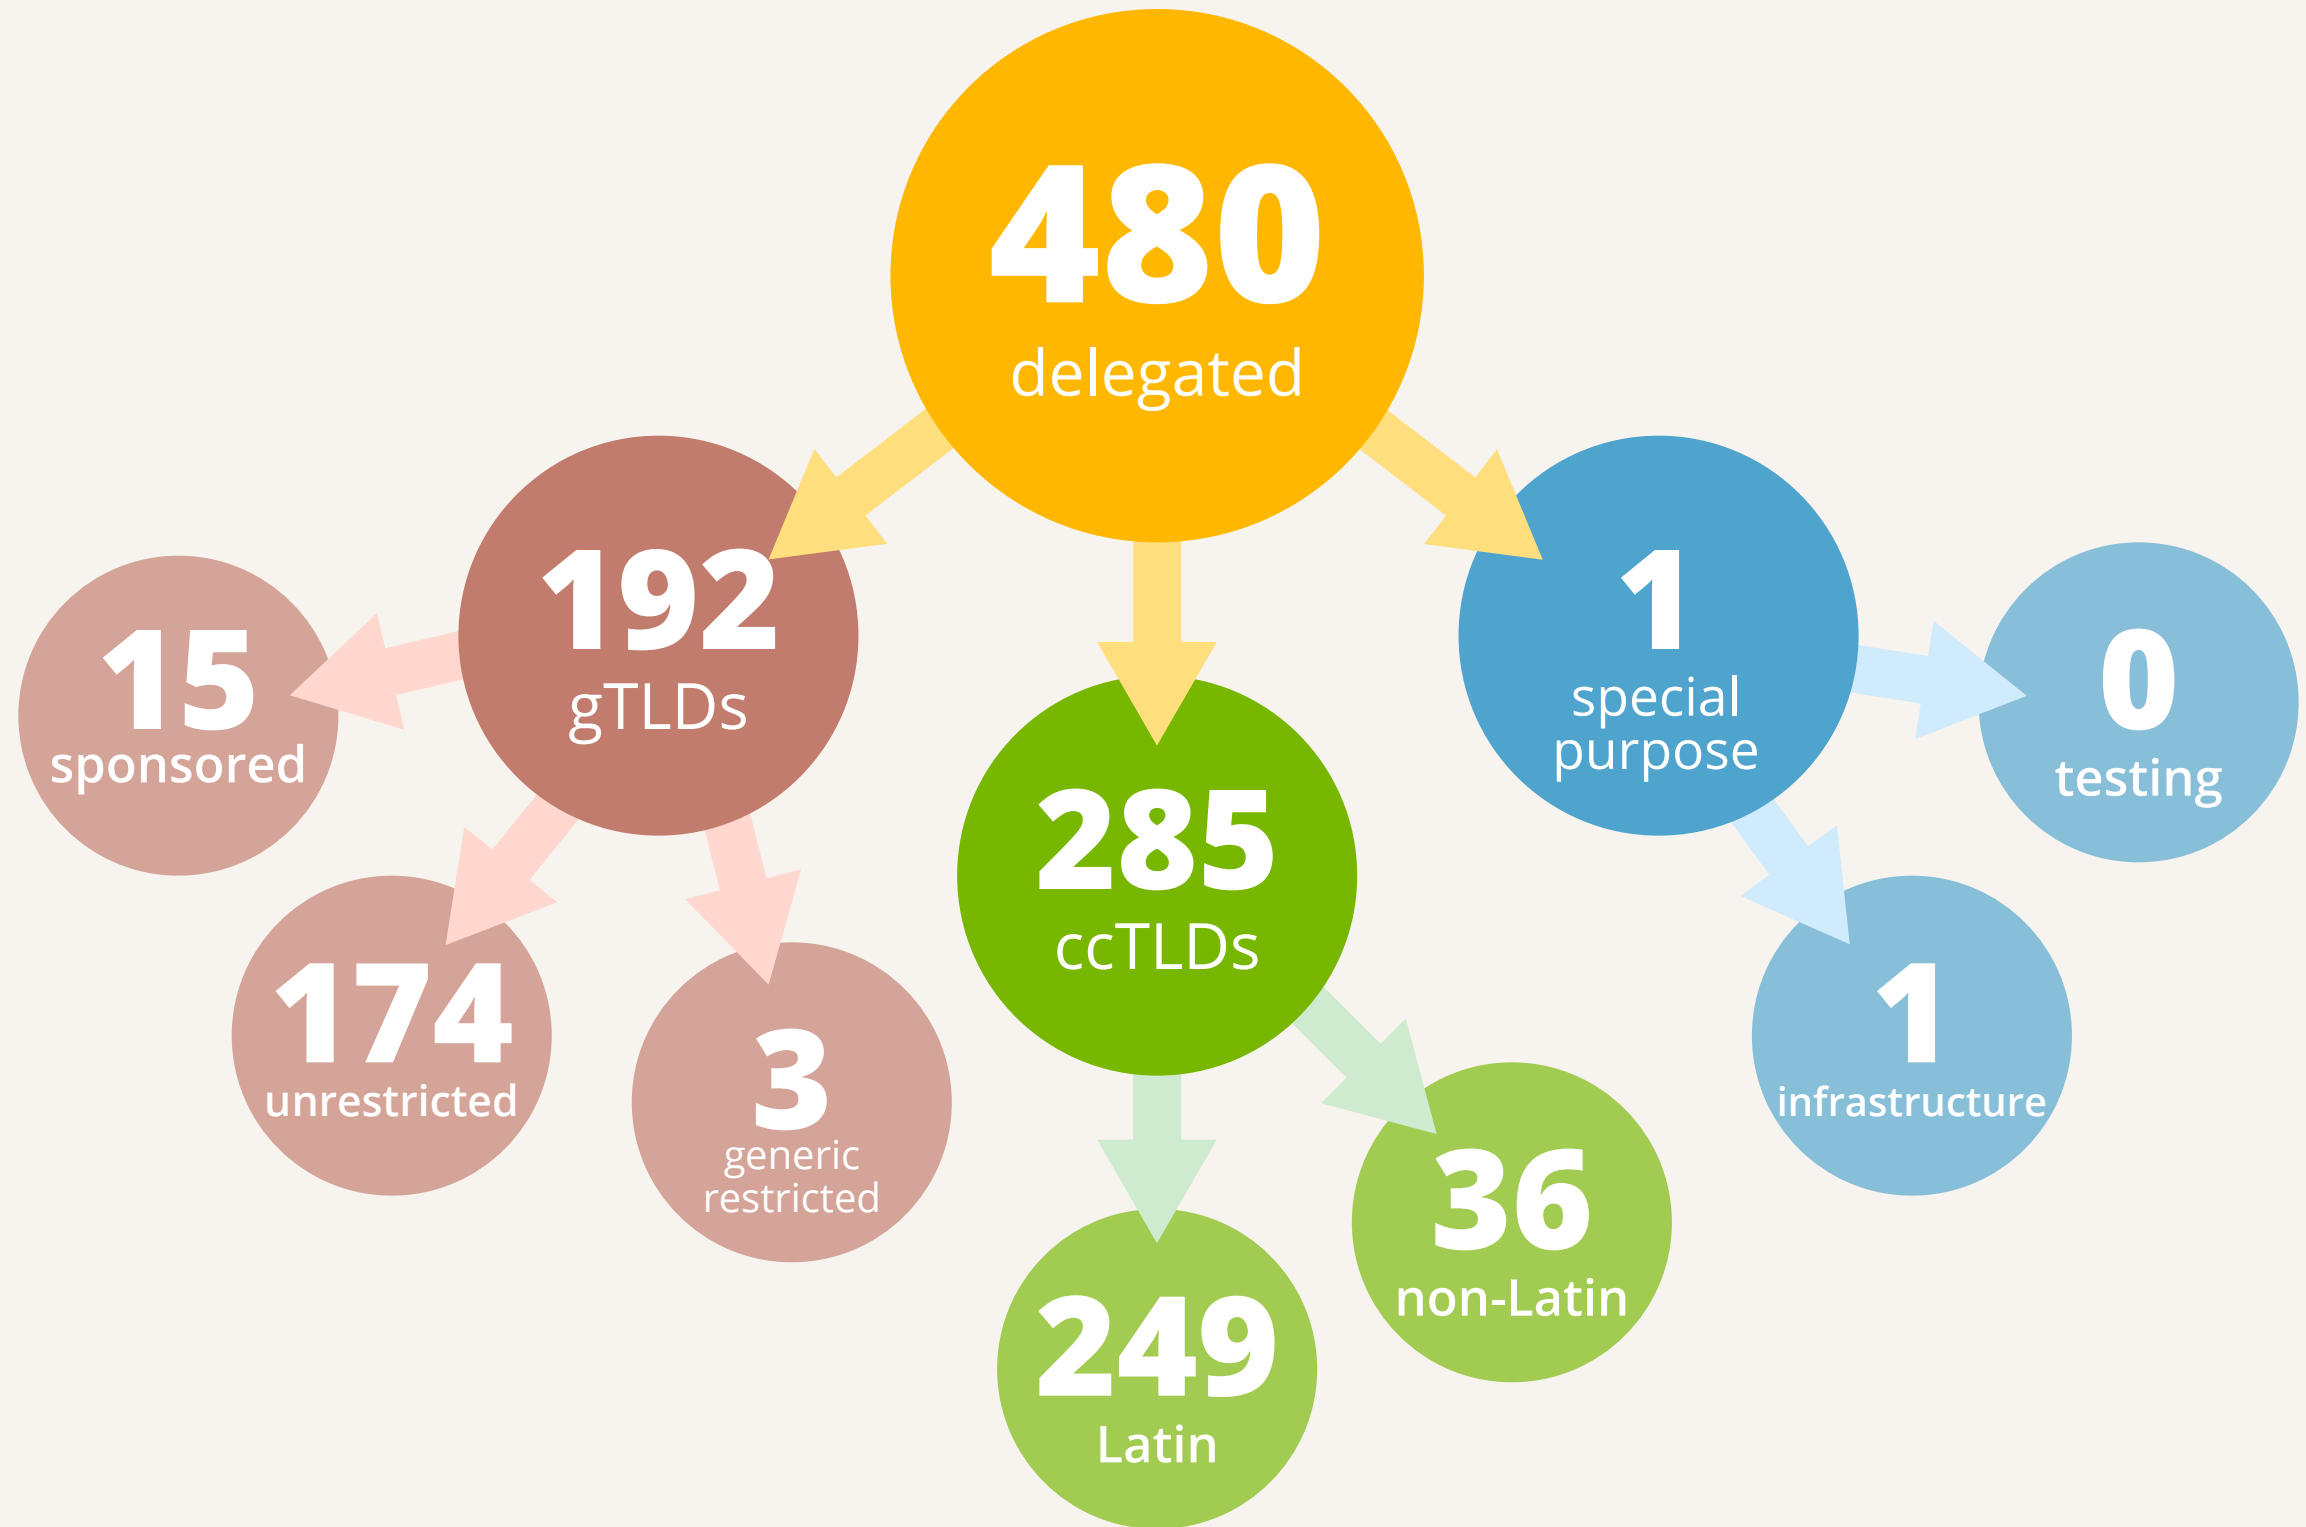 480
delegated
192
gTLDs
1
special
purpose
15
sponsored
0
testing
285
ccTLDs
174
unrestricted
3
generic
restricted
1
infrastructure
36
non-Latin
249
Latin